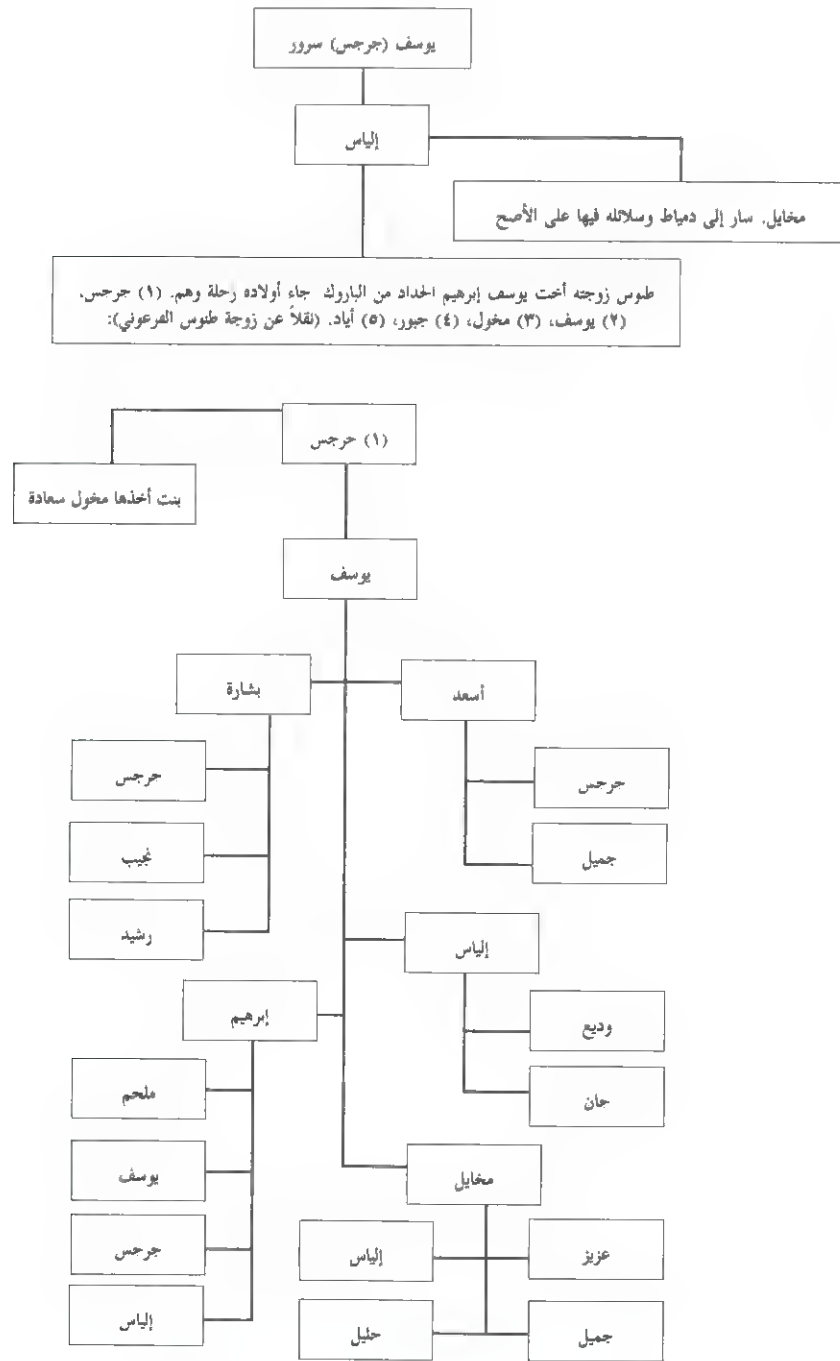 يوسف (جرجس) سرور
إلياس
مخايل. سار إلى دمياط وسلائله فيها على الأصح
طنوس زوجته أخت يوسف إبرهيم الحداد من الباروك جاء أولاده رحلة وهم. (١) جرجس،
(٢) يوسف، (٣) مخول، (٤) جبور، (٥) أياد. (نقلاً عن زوجة طنوس الفرعوني):
(١) جرجس
بنت أخذها مخول سعادة
يوسف
بشارة
أسعد
جرجس
جرجس
نجيب
جميل
رشيد
إلياس
إبرهيم
وديع
ملحم
جان
يوسف
مخايل
جرجس
إلياس
عزيز
إلياس
خليل
جميل